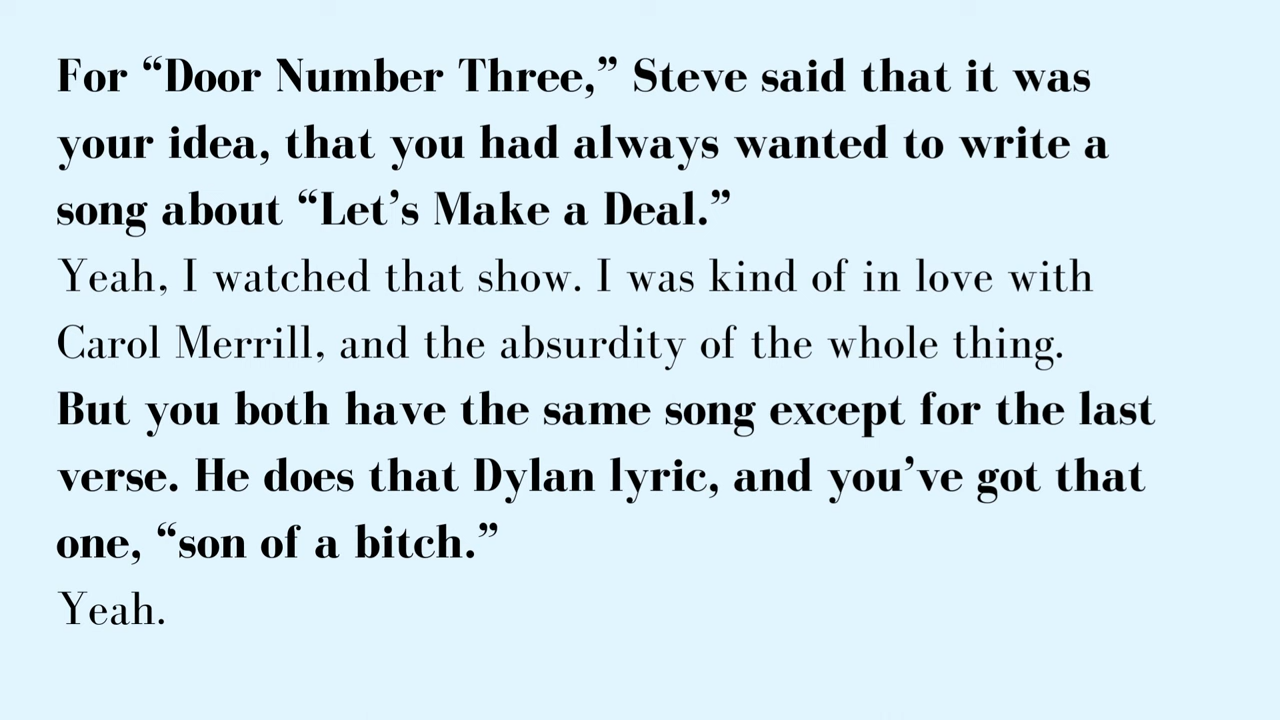 For “Door Number Three,” Steve said that it was
your idea, that you had always wanted to write a
song about “Let’s Make a Deal.”
Yeah, I watched that show. I was kind of in love with
Carol Merrill, and the absurdity of the whole thing.
But you both have the same song except for the last
verse. He does that Dylan lyric, and you’ve got that
one, “son of a bitch.”
Yeah.